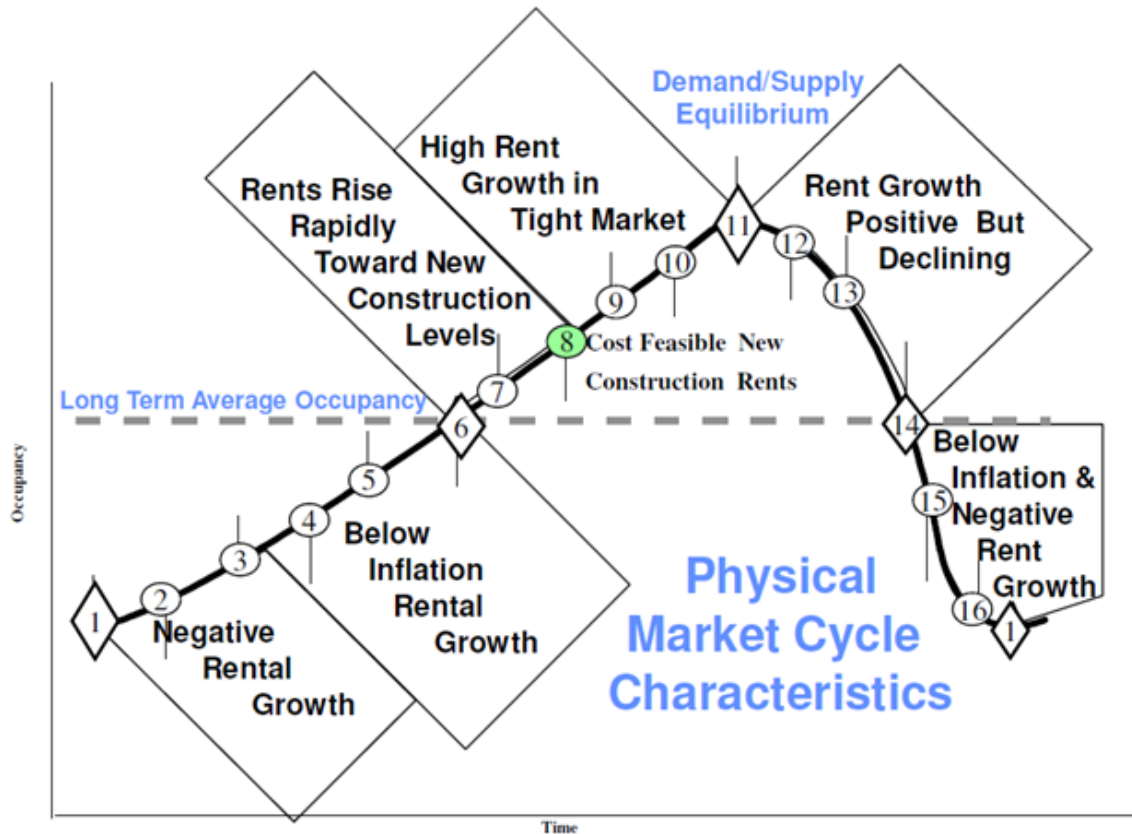 Demand/Supply
Equilibrium
High Rent
Growth in
Tight Market
Rents Rise
Rapidly
Toward New
Construction
Levels
Rent Growth
Positive But
Declining
11
12
10
13
9
8
Cost Feasible New
Construction Rents
7
Long Term Average Occupancy
6
14
5
4
3
2
1
Below
Inflation
Rental
Growth
Negative
Rental
Growth
Below
Inflation &
Negative
Rent
Growth
15
16
1
Physical
Market Cycle
Characteristics
Occupancy
Time